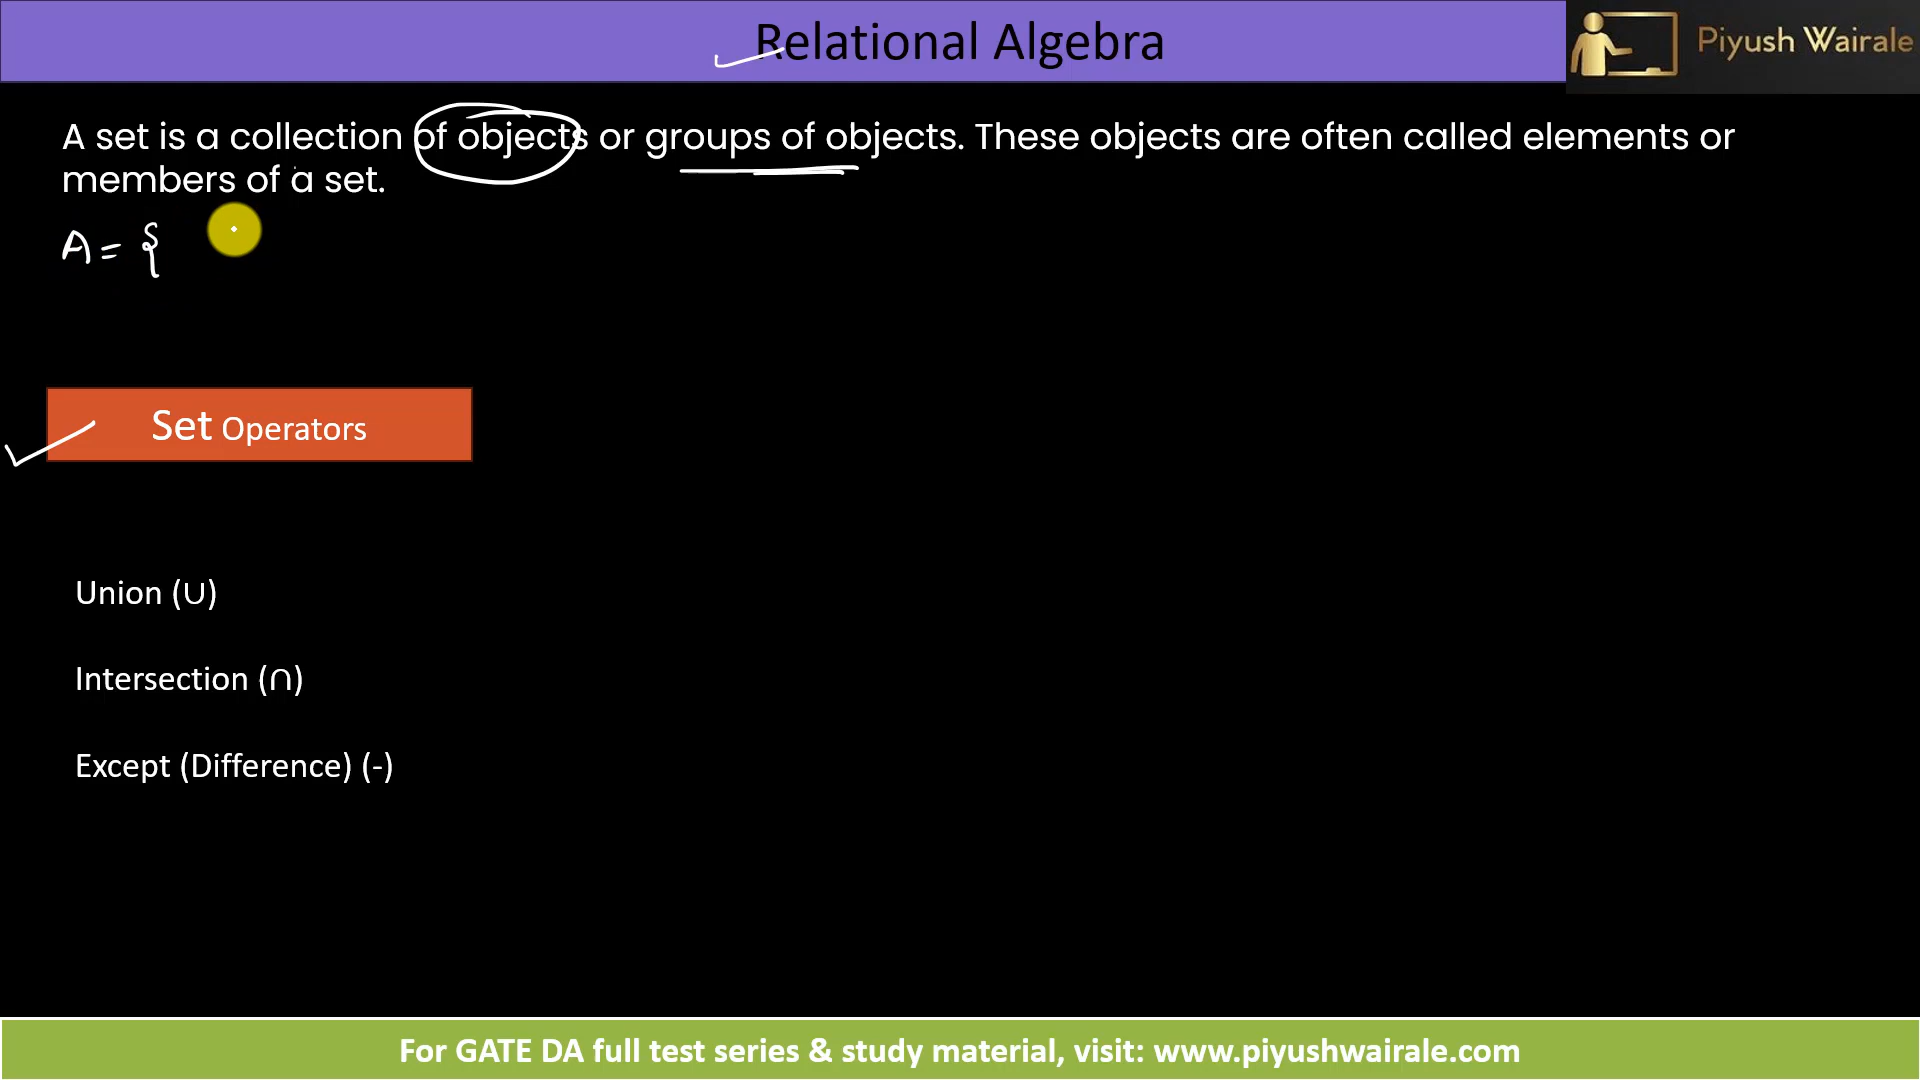 Relational Algebra
Piyush Wairale
A set is a collection of objects or groups of objects. These objects are often called elements or
members of a set.
A = {
Set Operators
Union (∪)
Intersection (∩)
Except (Difference) (-)
For GATE DA full test series & study material, visit: www.piyushwairale.com